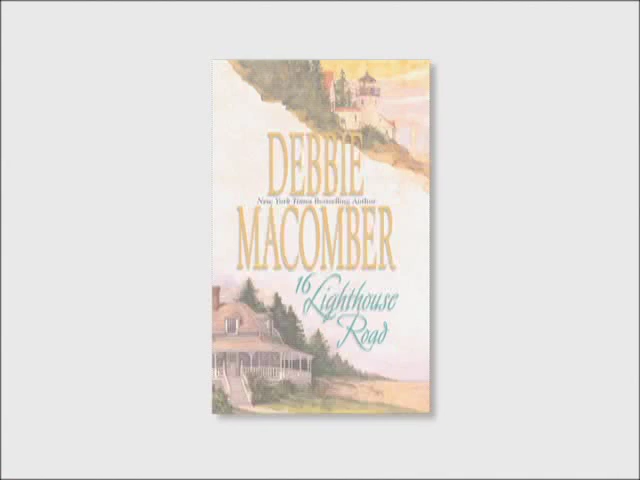 DEBBIE
New York Times Bestselling Author
MACOMBER
16 Lighthouse
Road